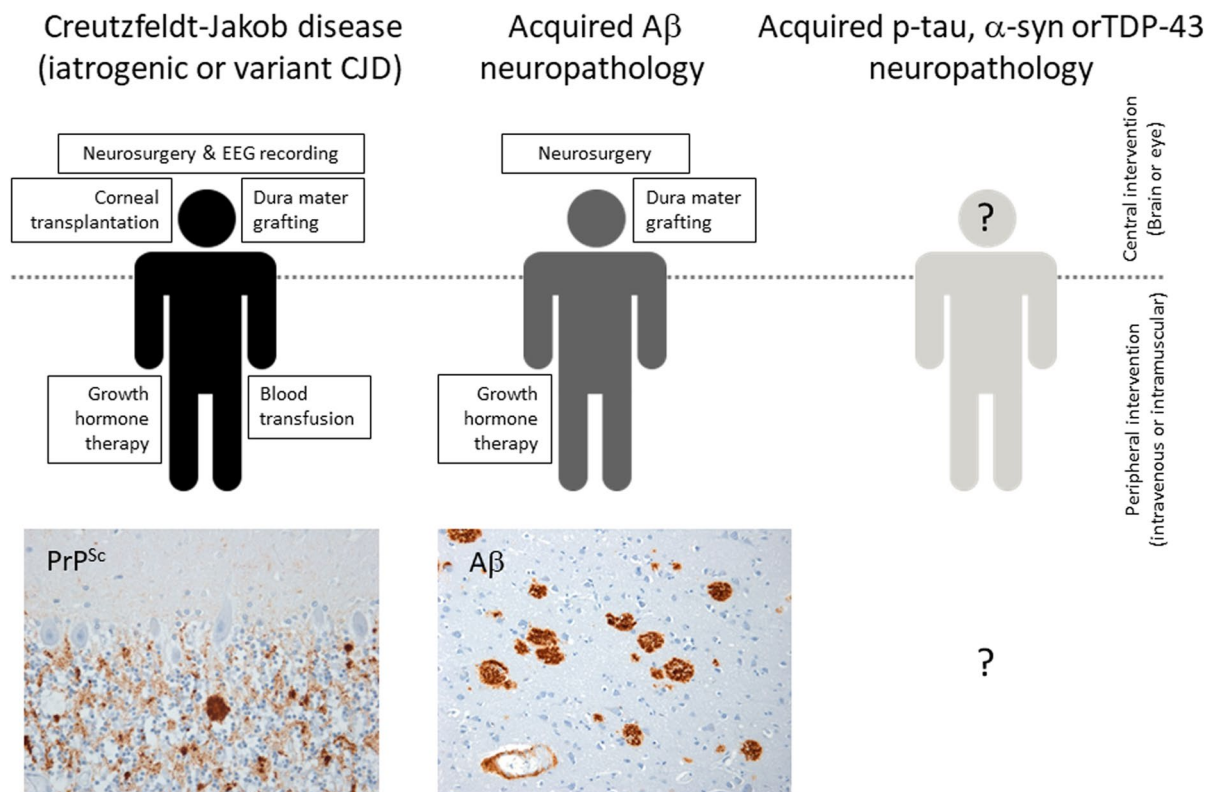 Creutzfeldt-Jakob disease
(iatrogenic or variant CJD)
Acquired Aβ
neuropathology
Acquired p-tau, α-syn orTDP-43
neuropathology
Neurosurgery & EEG recording
Corneal
transplantation
Dura mater
grafting
Growth
hormone
therapy
Blood
transfusion
Neurosurgery
Dura mater
grafting
Growth
hormone
therapy
?
Central intervention
(Brain or eye)
Peripheral intervention
(intravenous or intramuscular)
PrPSc
Aβ
?